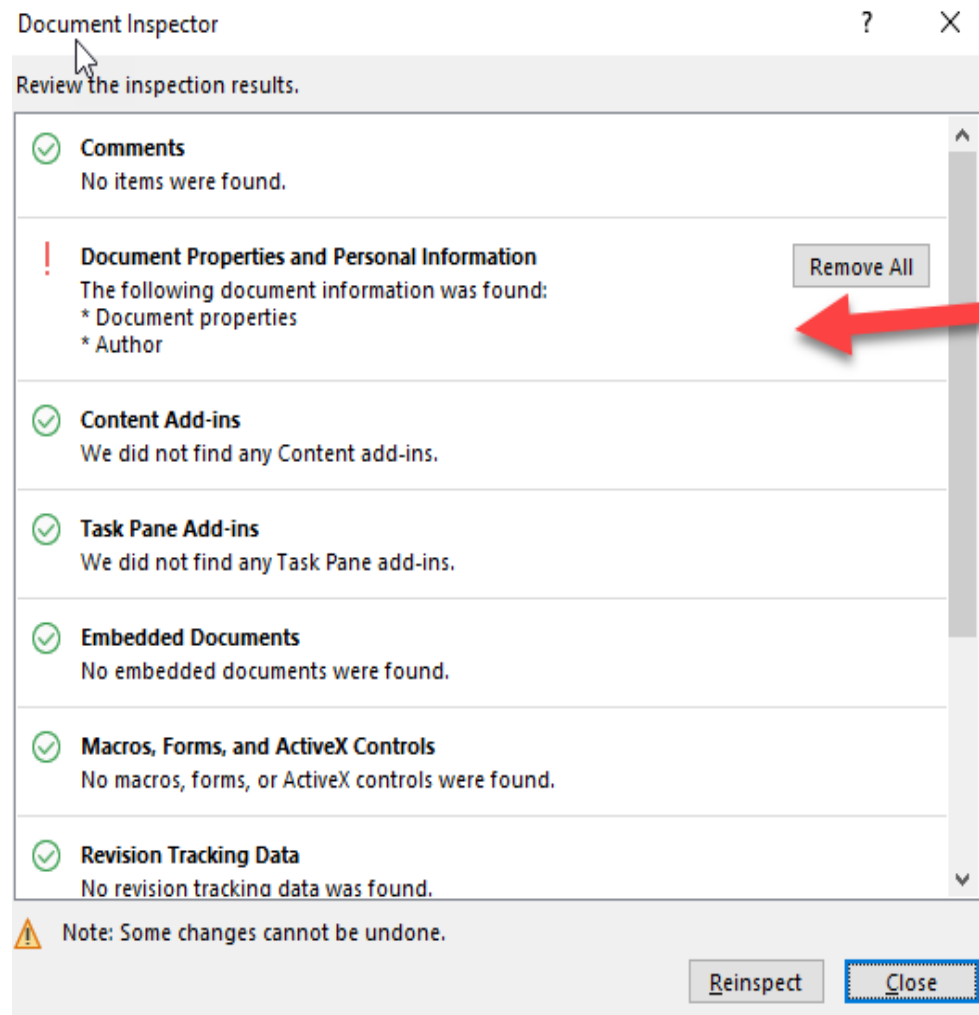 Document Inspector
?
Review the inspection results.
Comments
No items were found.
Document Properties and Personal Information
Remove All
The following document information was found:
* Document properties
* Author
Content Add-ins
We did not find any Content add-ins.
Task Pane Add-ins
We did not find any Task Pane add-ins.
Embedded Documents
No embedded documents were found.
Macros, Forms, and ActiveX Controls
No macros, forms, or ActiveX controls were found.
Revision Tracking Data
No revision tracking data was found.
Note: Some changes cannot be undone.
Reinspect
Close